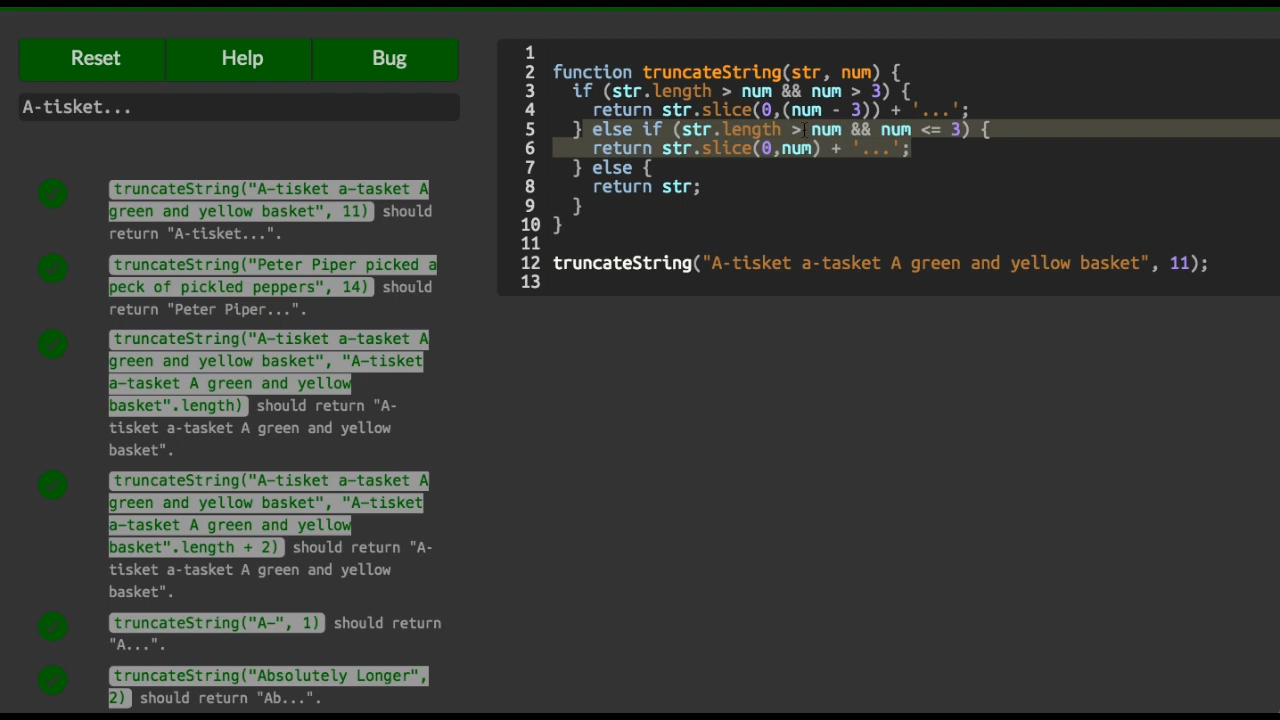 Reset Help Bug
A-tisket...
truncateString("A-tisket a-tasket A
green and yellow basket", 11) should
return "A-tisket...".
truncateString("Peter Piper picked a
peck of pickled peppers", 14) should
return "Peter Piper...".
truncateString("A-tisket a-tasket A
green and yellow basket", "A-tisket
a-tasket A green and yellow
basket".length) should return "A-
tisket a-tasket A green and yellow
basket".
truncateString("A-tisket a-tasket A
green and yellow basket", "A-tisket
a-tasket A green and yellow
basket".length + 2) should return "A-
tisket a-tasket A green and yellow
basket".
truncateString("A-", 1) should return
"A...".
truncateString("Absolutely Longer",
2) should return "Ab...".
1
2 function truncateString(str, num) {
3 if (str.length > num && num > 3) {
4 return str.slice(0,(num - 3)) + '...';
5 } else if (str.length > num && num <= 3) {
6 return str.slice(0,num) + '...';
7 } else {
8 return str;
9 }
10 }
11
12 truncateString("A-tisket a-tasket A green and yellow basket", 11);
13